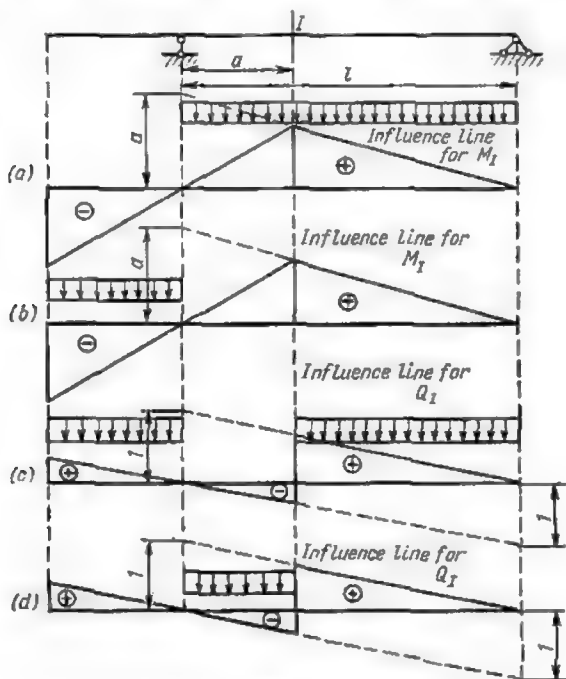 I
a
l
a
Influence line
for M_I
(a)
⊖
⊕
a
Influence line for
M_I
(b)
⊖
⊕
Influence line for
Q_I
1
(c)
⊕
⊖
⊕
1
Influence line for
Q_I
1
(d)
⊕
⊖
⊕
1